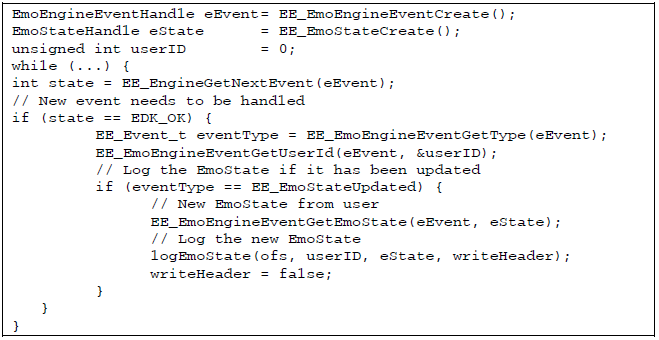 EmoEngineEventHandle eEvent= EE_EmoEngineEventCreate();
EmoStateHandle eState        = EE_EmoStateCreate();
unsigned int userID          = 0;
while (...) {
int state = EE_EngineGetNextEvent(eEvent);
// New event needs to be handled
if (state == EDK_OK) {
        EE_Event_t eventType = EE_EmoEngineEventGetType(eEvent);
        EE_EmoEngineEventGetUserId(eEvent, &userID);
        // Log the EmoState if it has been updated
        if (eventType == EE_EmoStateUpdated) {
              // New EmoState from user
              EE_EmoEngineEventGetEmoState(eEvent, eState);
              // Log the new EmoState
              logEmoState(ofs, userID, eState, writeHeader);
              writeHeader = false;
        }
   }
}